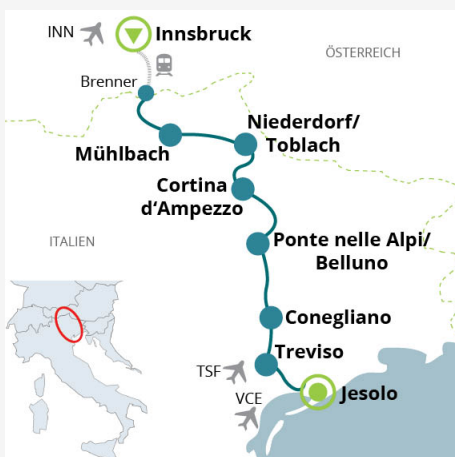 INN
Innsbruck
ÖSTERREICH
Brenner
Niederdorf/
Toblach
Mühlbach
Cortina
d‘Ampezzo
ITALIEN
Ponte nelle Alpi/
Belluno
Conegliano
Treviso
TSF
VCE
Jesolo